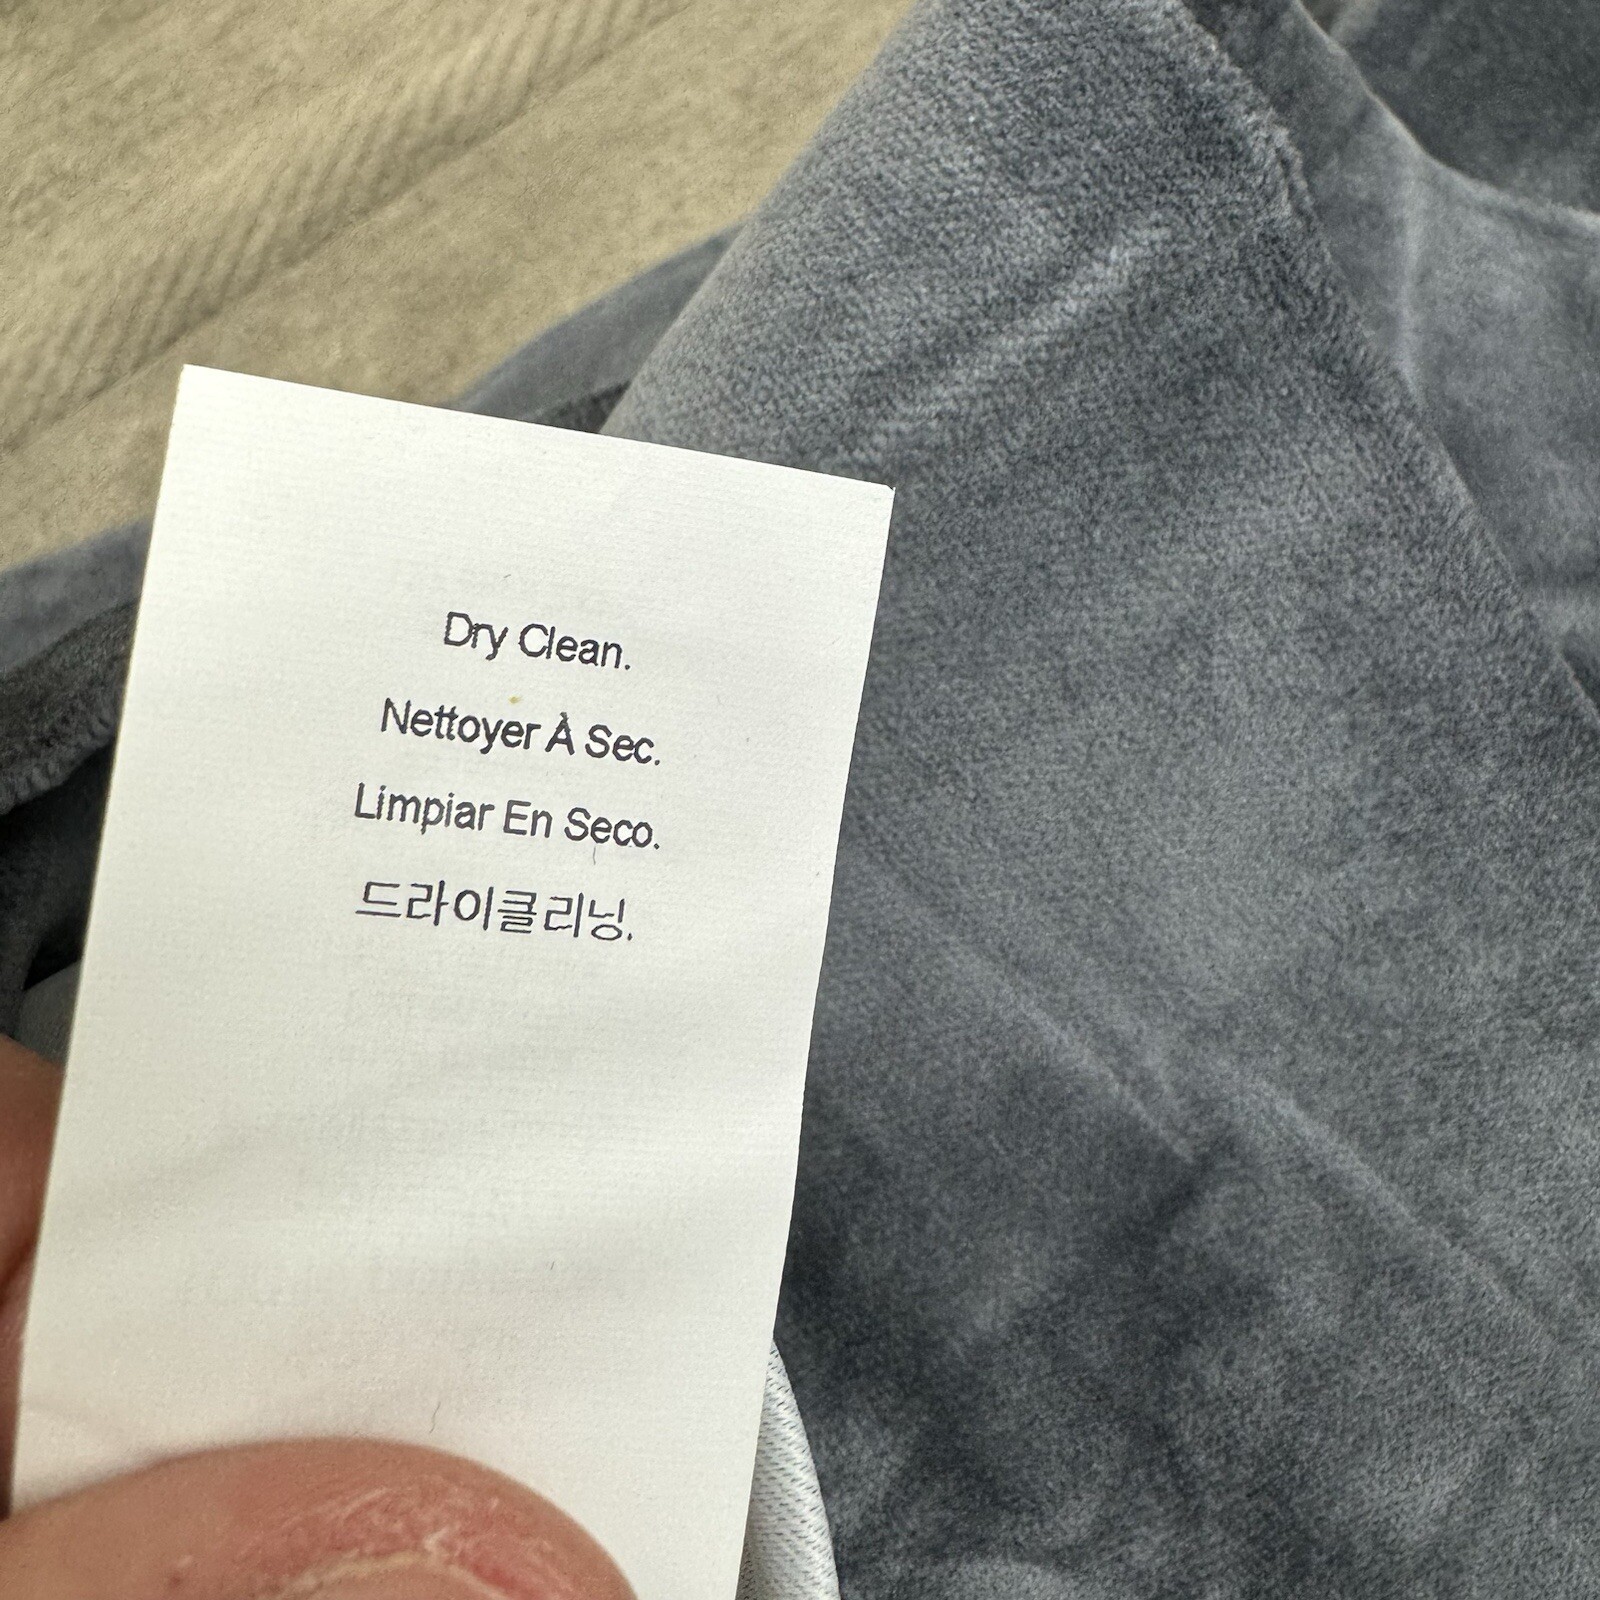 Dry Clean.
Nettoyer À Sec.
Limpiar En Seco.
드라이클리닝.